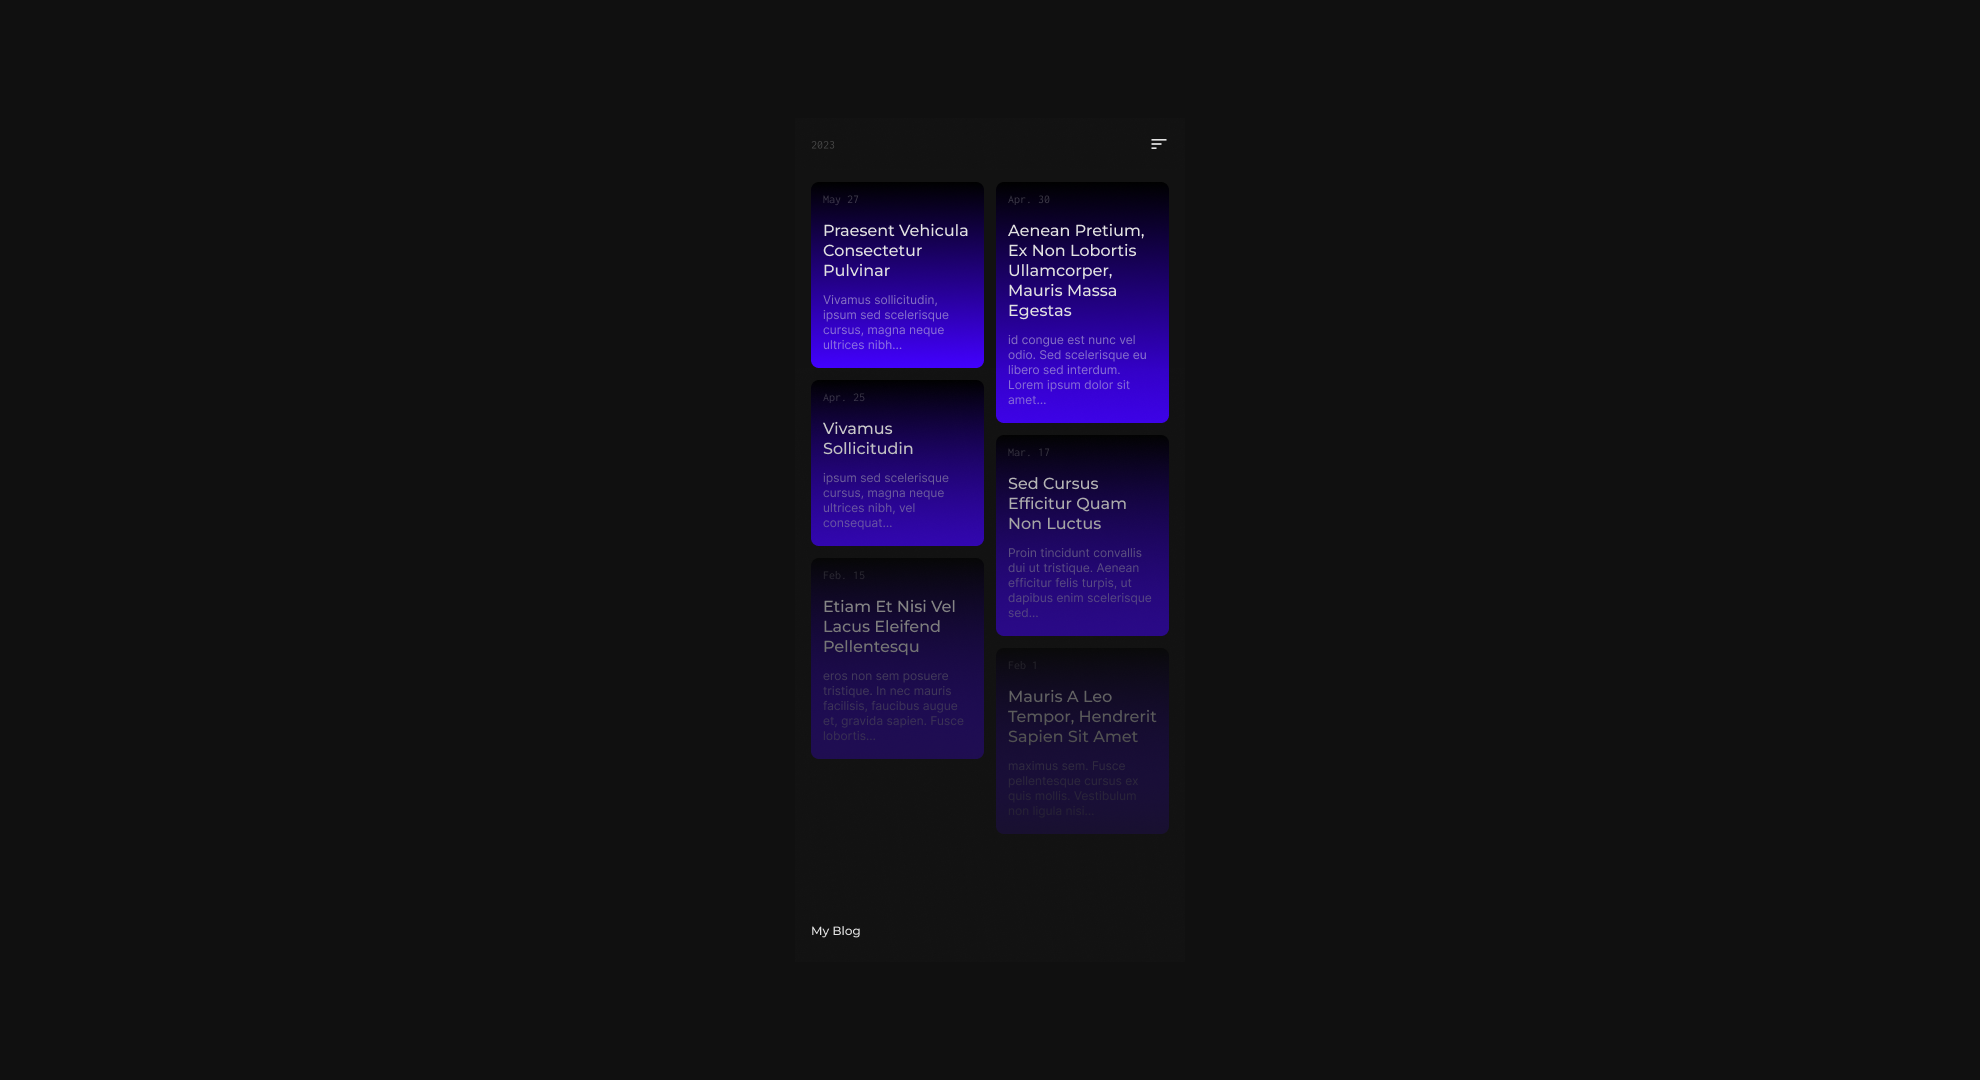 2023
May 27
Praesent Vehicula
Consectetur
Pulvinar
Vivamus sollicitudin,
ipsum sed scelerisque
cursus, magna neque
ultrices nibh...
Apr. 30
Aenean Pretium,
Ex Non Lobortis
Ullamcorper,
Mauris Massa
Egestas
id congue est nunc vel
odio. Sed scelerisque eu
libero sed interdum.
Lorem ipsum dolor sit
amet...
Apr. 25
Vivamus
Sollicitudin
ipsum sed scelerisque
cursus, magna neque
ultrices nibh, vel
consequat...
Mar. 17
Sed Cursus
Efficitur Quam
Non Luctus
Proin tincidunt convallis
dui ut tristique. Aenean
efficitur felis turpis, ut
dapibus enim scelerisque
sed...
Feb. 15
Etiam Et Nisi Vel
Lacus Eleifend
Pellentesqu
eros non sem posuere
tristique. In nec mauris
facilisis, faucibus augue
et, gravida sapien. Fusce
lobortis...
Feb 1
Mauris A Leo
Tempor, Hendrerit
Sapien Sit Amet
maximus sem. Fusce
pellentesque cursus ex
quis mollis. Vestibulum
non ligula nisi...
My Blog